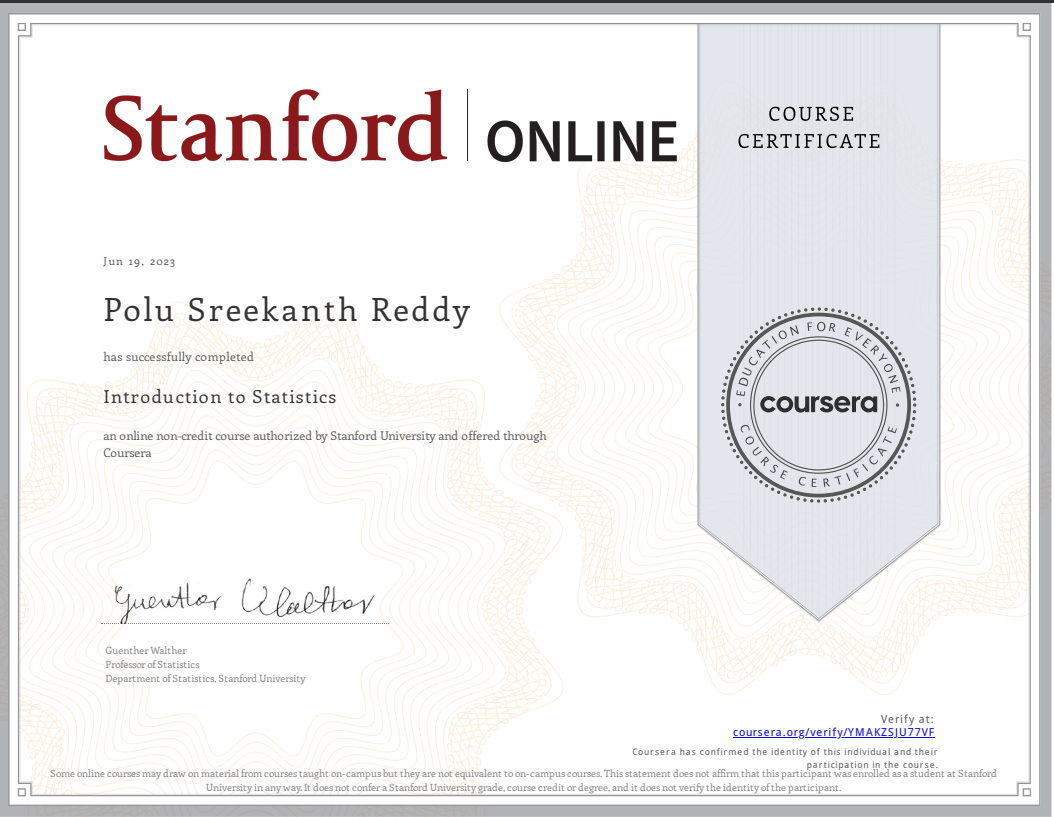 Stanford | ONLINE
COURSE
CERTIFICATE
Jun 19, 2023
Polu Sreekanth Reddy
has successfully completed
Introduction to Statistics
an online non-credit course authorized by Stanford University and offered through
Coursera
EDUCATION FOR EVERYONE
coursera
COURSE CERTIFICATE
Guenther Walther
Guenther Walther
Professor of Statistics
Department of Statistics, Stanford University
Verify at:
coursera.org/verify/YMAKZSJU77VF
Coursera has confirmed the identity of this individual and their
participation in the course.
Some online courses may draw on material from courses taught on-campus but they are not equivalent to on-campus courses. This statement does not affirm that this participant was enrolled as a student at Stanford
University in any way. It does not confer a Stanford University grade, course credit or degree, and it does not verify the identity of the participant.